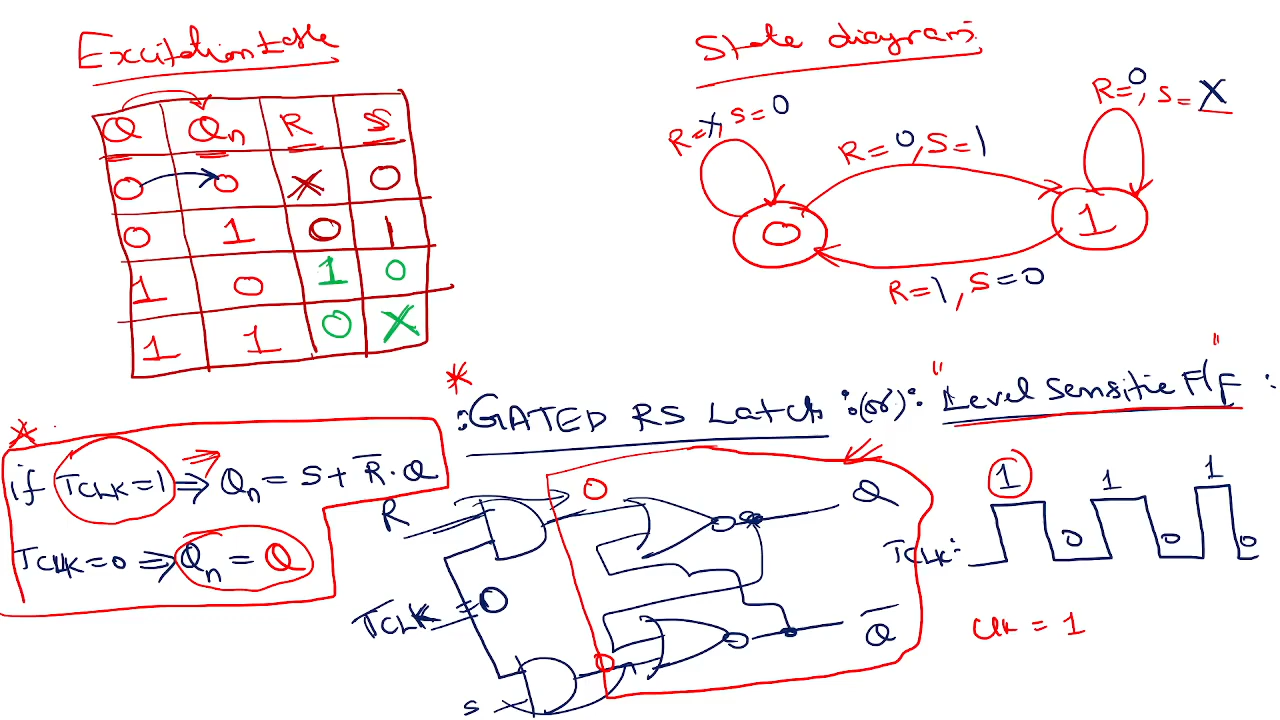 Excitation table
Q Qn R S
0 0 X 0
0 1 0 1
1 0 1 0
1 1 0 X
State diagram
R=X, S=0
R=0, S=1
R=0, S=X
0
1
R=1, S=0
* :GATED RS Latch :(or): "Level Sensitie F/F" :
if TCLK=1 ⇒ Qn = S + R̅·Q
TCLK=0 ⇒ Qn = Q
R
0
Q
TCLK = 0
0
Q̅
S
1 1 1
TCLK:
0 0 0
Clk = 1